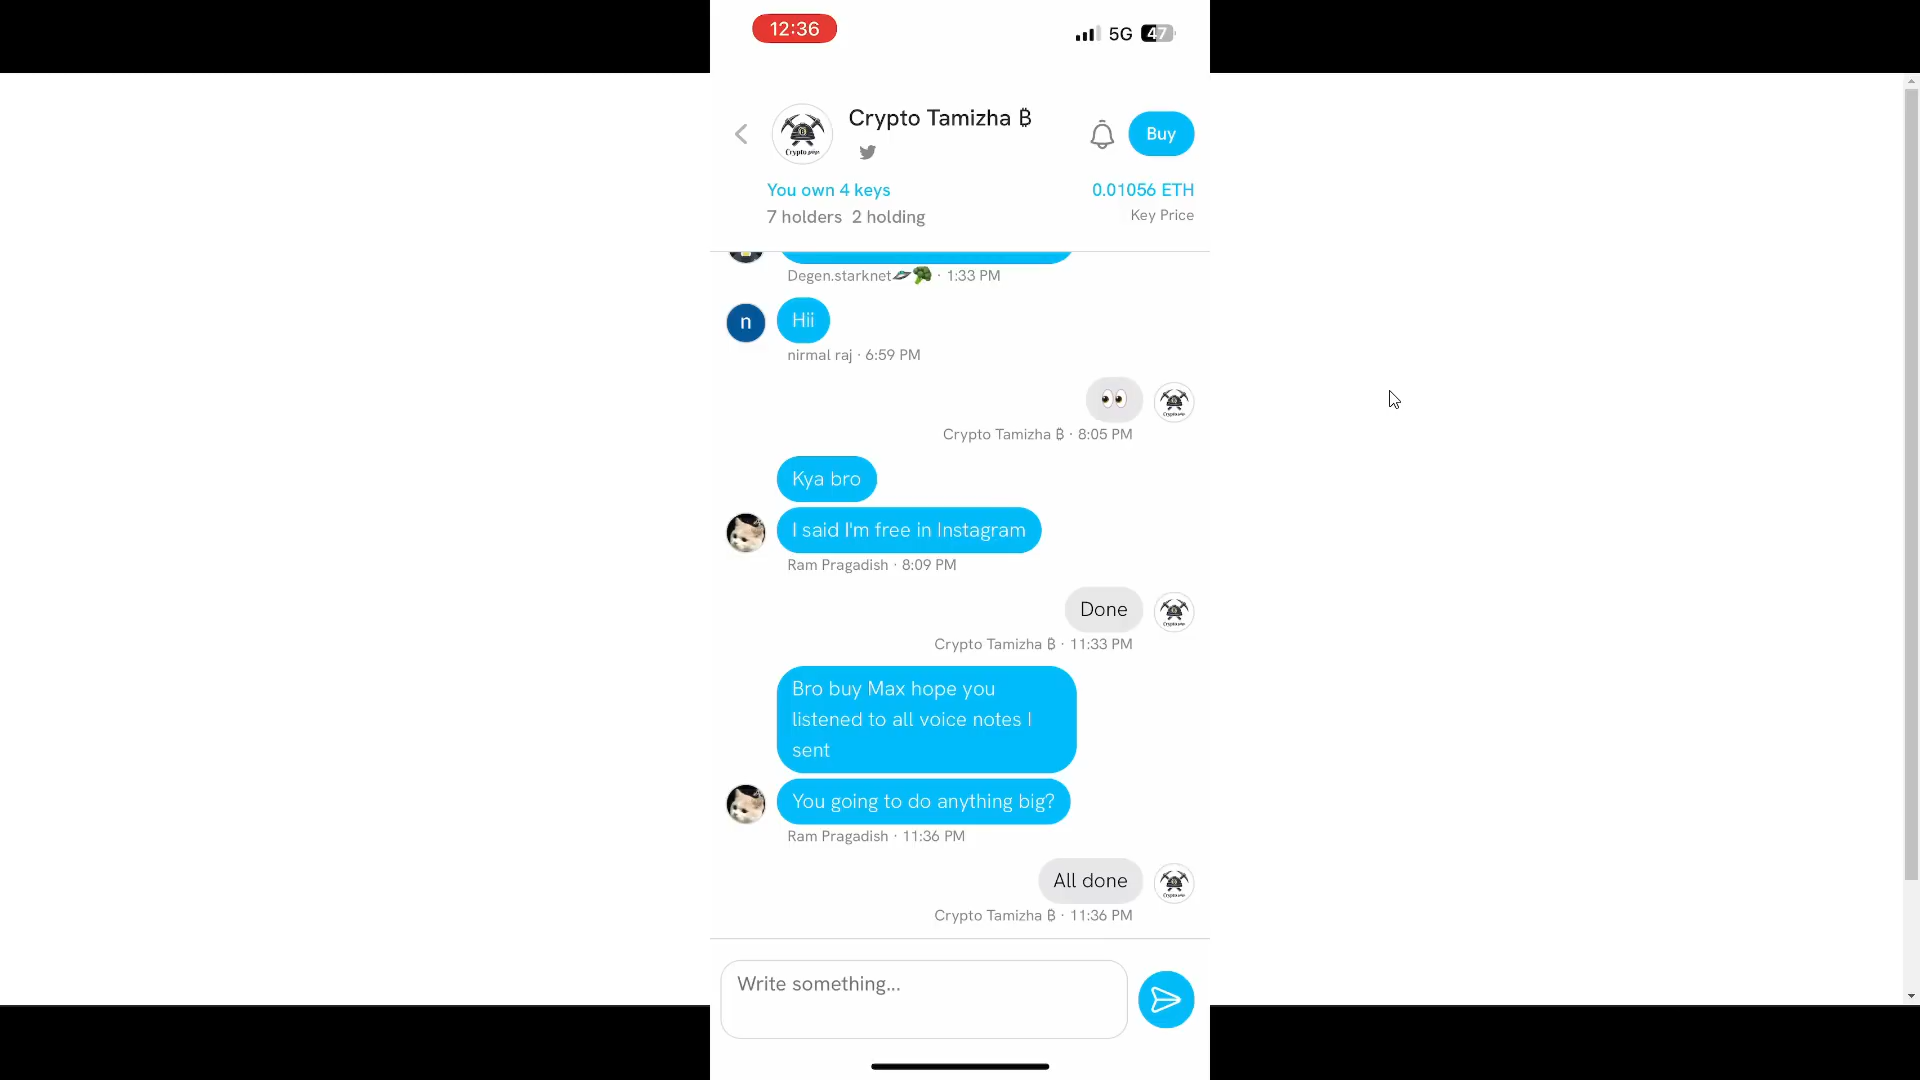 12:36
5G 47
Crypto Tamizha ₿
Buy
You own 4 keys
0.01056 ETH
7 holders 2 holding
Key Price
Degen.starknet🛸🥦 · 1:33 PM
n
Hii
nirmal raj · 6:59 PM
👀
Crypto Tamizha ₿ · 8:05 PM
Kya bro
I said I'm free in Instagram
Ram Pragadish · 8:09 PM
Done
Crypto Tamizha ₿ · 11:33 PM
Bro buy Max hope you
listened to all voice notes I
sent
You going to do anything big?
Ram Pragadish · 11:36 PM
All done
Crypto Tamizha ₿ · 11:36 PM
Write something...